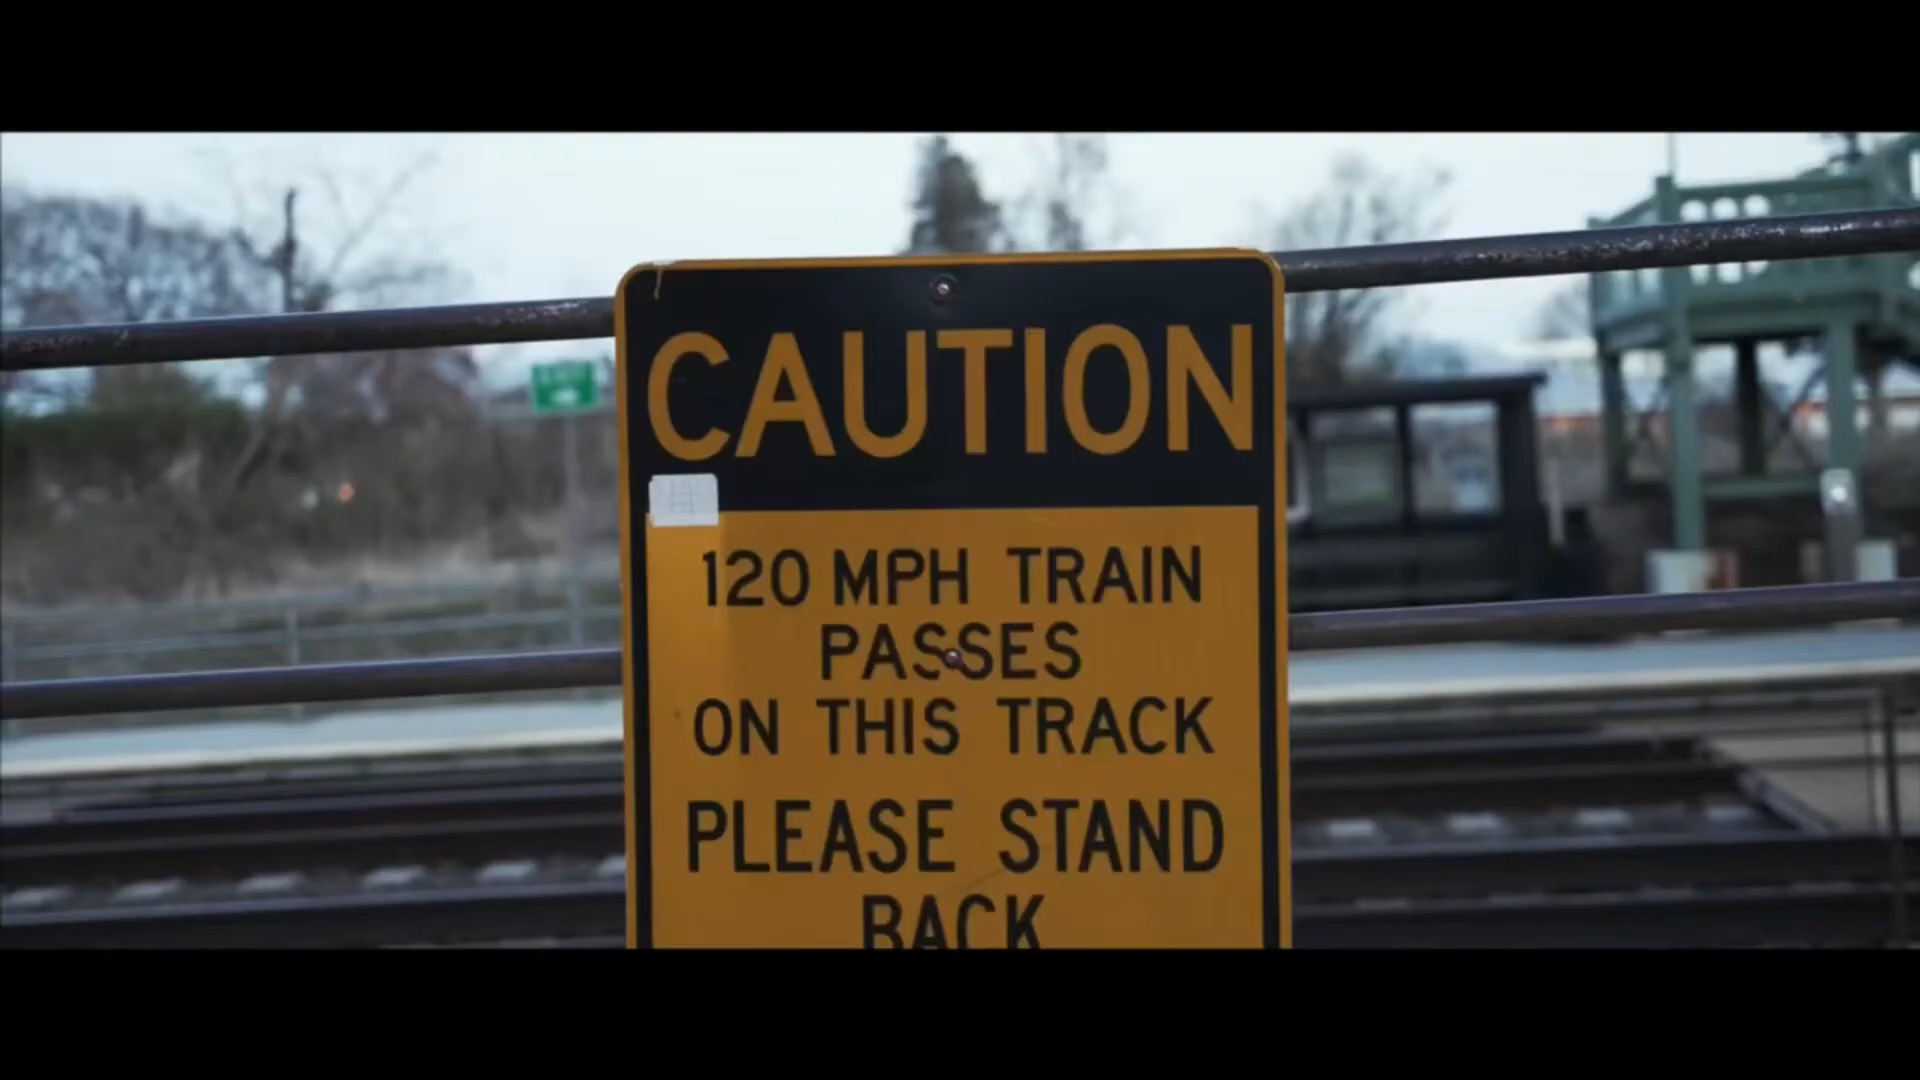 CAUTION
120 MPH TRAIN
PASSES
ON THIS TRACK
PLEASE STAND
BACK